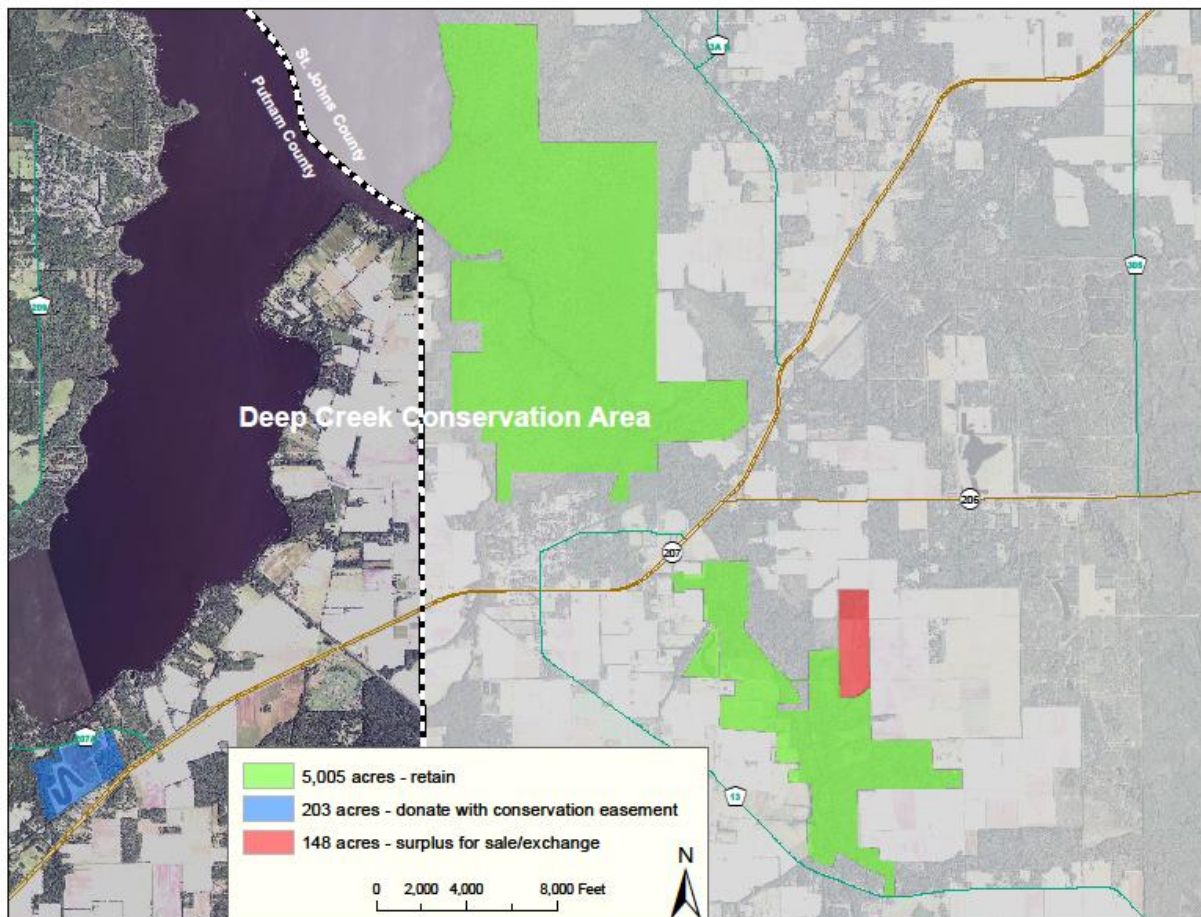 St. Johns County
Putnam County
305
209
Deep Creek Conservation Area
206
207
207A
13
5,005 acres - retain
203 acres - donate with conservation easement
148 acres - surplus for sale/exchange
N
0 2,000 4,000 8,000 Feet